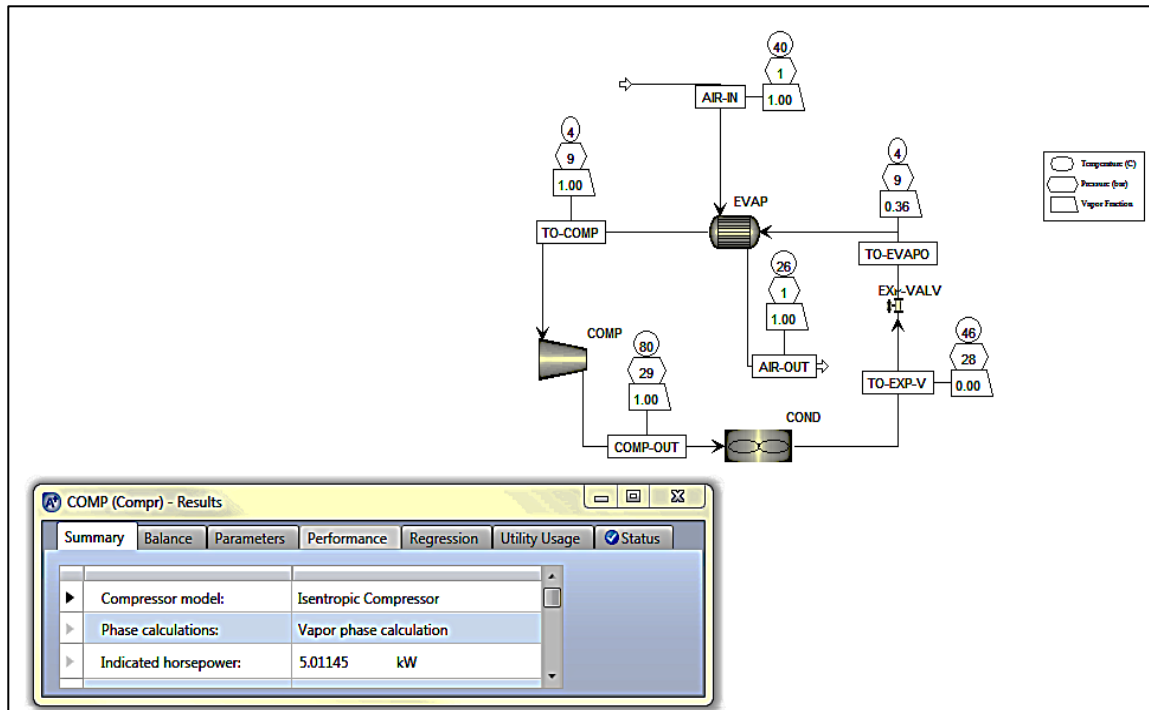 40
1
AIR-IN
1.00
4
9
1.00
TO-COMP
EVAP
4
9
0.36
TO-EVAPO
Temperature (C)
Pressure (bar)
Vapor Fraction
26
1
1.00
AIR-OUT
COMP
80
29
1.00
COMP-OUT
COND
46
28
TO-EXP-V
0.00
COMP (Compr) - Results
Summary
Balance
Parameters
Performance
Regression
Utility Usage
Status
Compressor model: Isentropic Compressor
Phase calculations: Vapor phase calculation
Indicated horsepower: 5.01145 kW